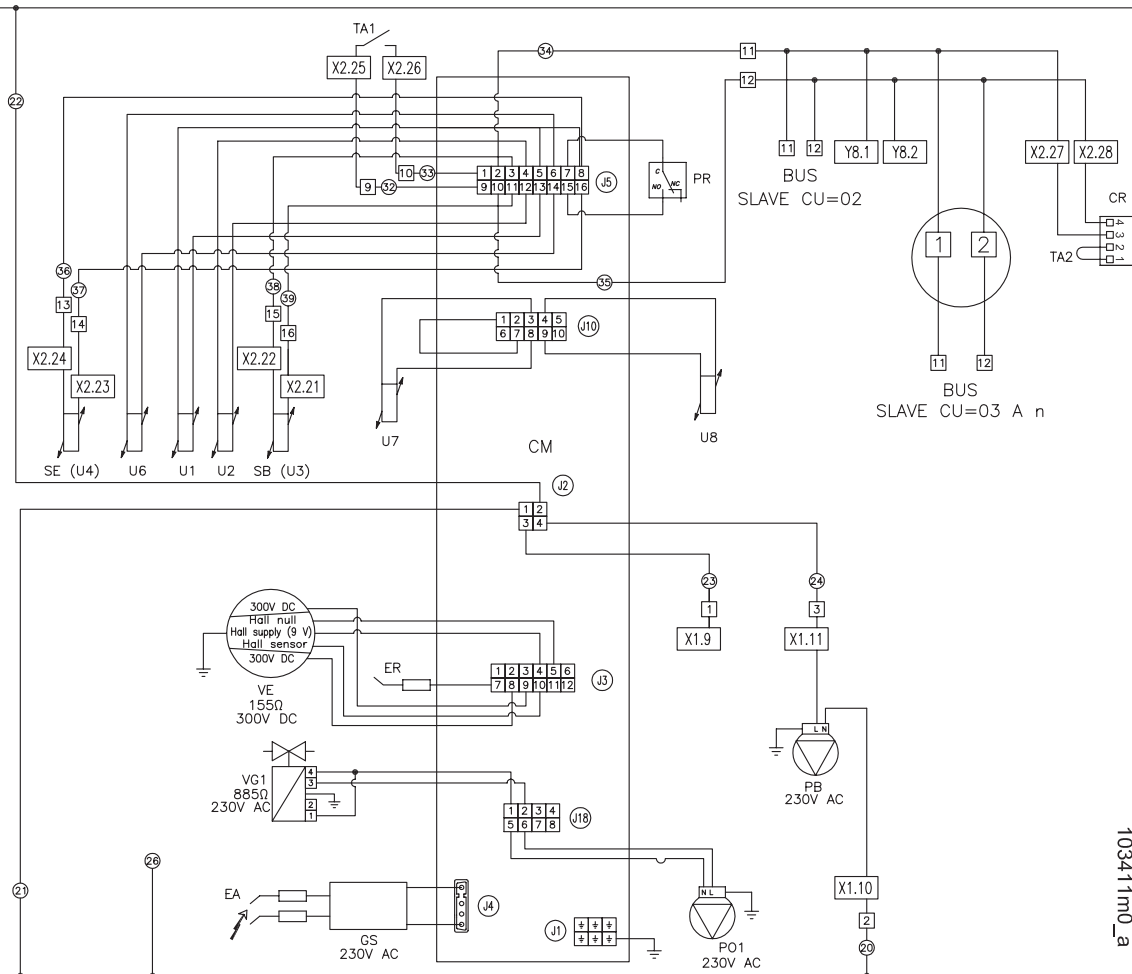 TA1
X2.25
X2.26
34
11
12
22
10
33
9
32
1 2 3 4 5 6 7 8
9 10 11 12 13 14 15 16
J5
C
NO
NC
PR
11
12
Y8.1
Y8.2
X2.27
X2.28
BUS
SLAVE CU=02
CR
4
3
2
1
TA2
1
2
36
37
38
39
35
13
14
15
16
1 2 3 4 5
6 7 8 9 10
J10
X2.24
X2.23
X2.22
X2.21
11
12
BUS
SLAVE CU=03 A n
SE (U4)
U6
U1
U2
SB (U3)
U7
U8
CM
J2
1 2
3 4
23
24
1
3
X1.9
X1.11
300V DC
Hall null
Hall supply (9 V)
Hall sensor
300V DC
VE
155Ω
300V DC
ER
1 2 3 4 5 6
7 8 9 10 11 12
J3
L N
PB
230V AC
VG1
885Ω
230V AC
4
3
2
1
1 2 3 4
5 6 7 8
J18
21
26
EA
GS
230V AC
J4
J1
N L
PO1
230V AC
X1.10
2
20
103411m0_a